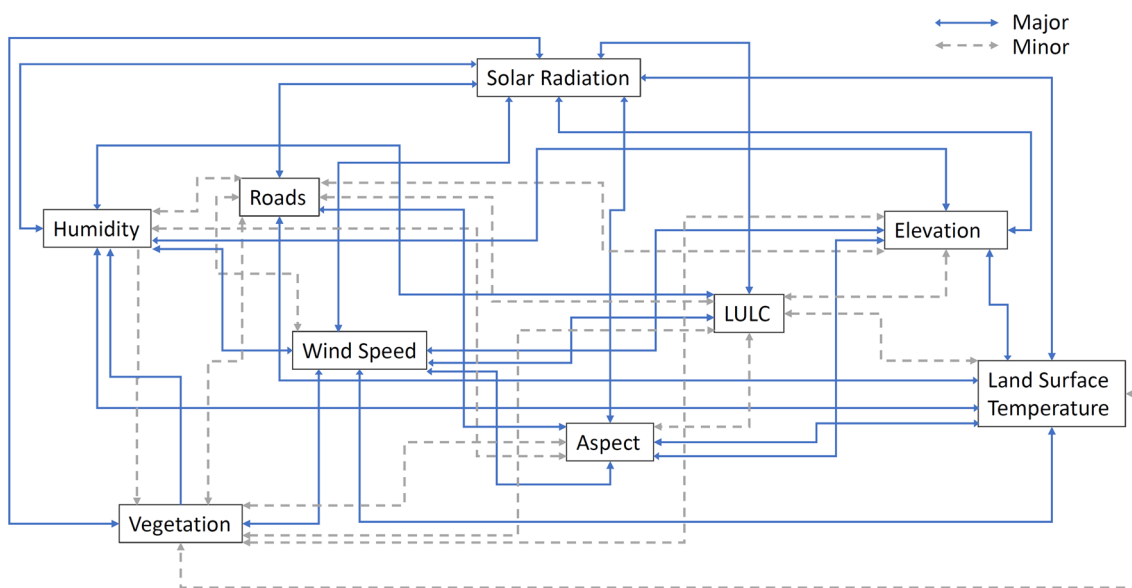 Major
Minor
Solar Radiation
Roads
Humidity
Elevation
LULC
Wind Speed
Land Surface
Temperature
Aspect
Vegetation